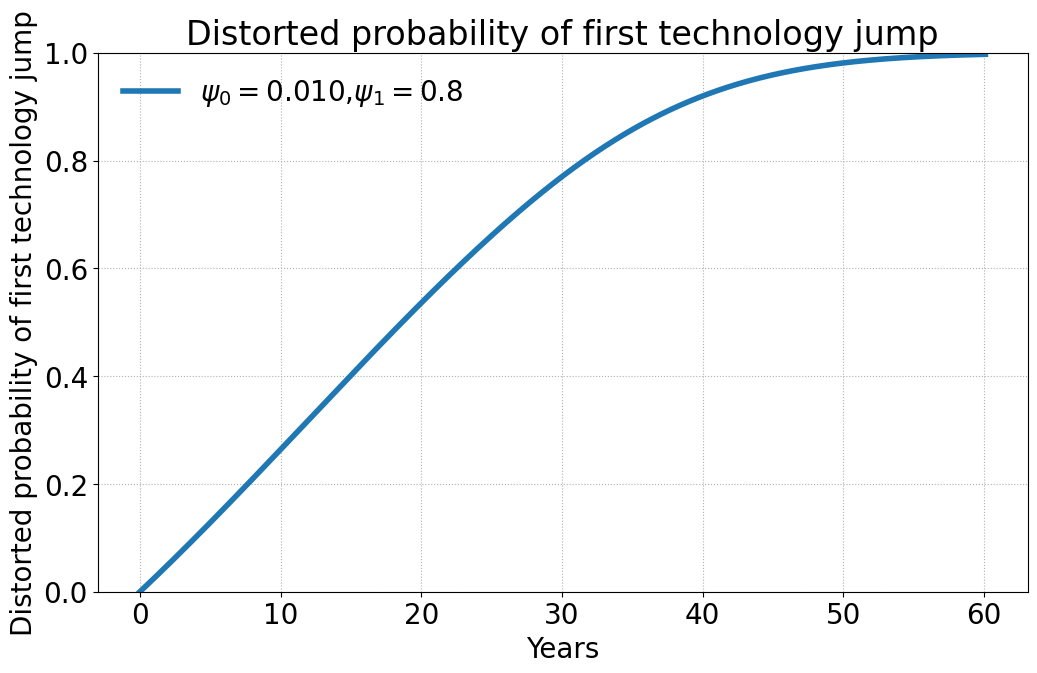 Distorted probability of first technology jump
Distorted probability of first technology jump
1.0
0.8
0.6
0.4
0.2
0.0
ψ₀ = 0.010,ψ₁ = 0.8
0 10 20 30 40 50 60
Years